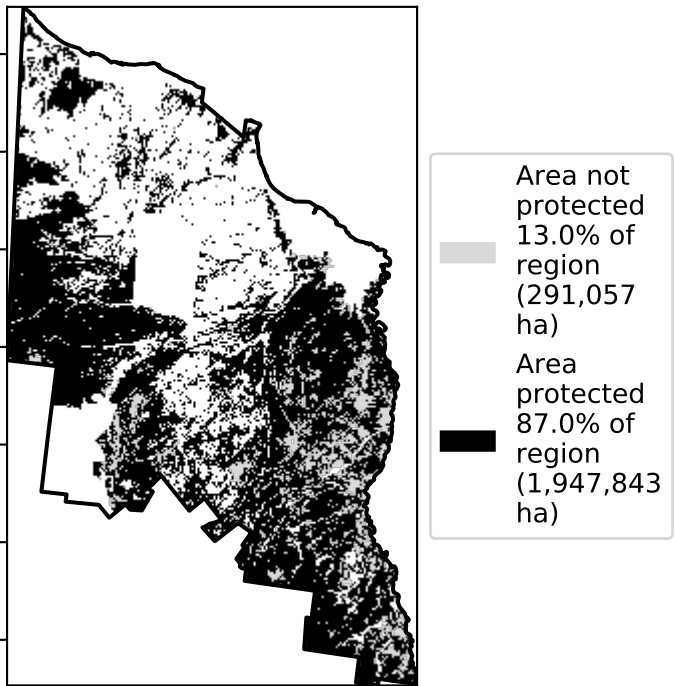 Area not
protected
13.0% of
region
(291,057
ha)
Area
protected
87.0% of
region
(1,947,843
ha)